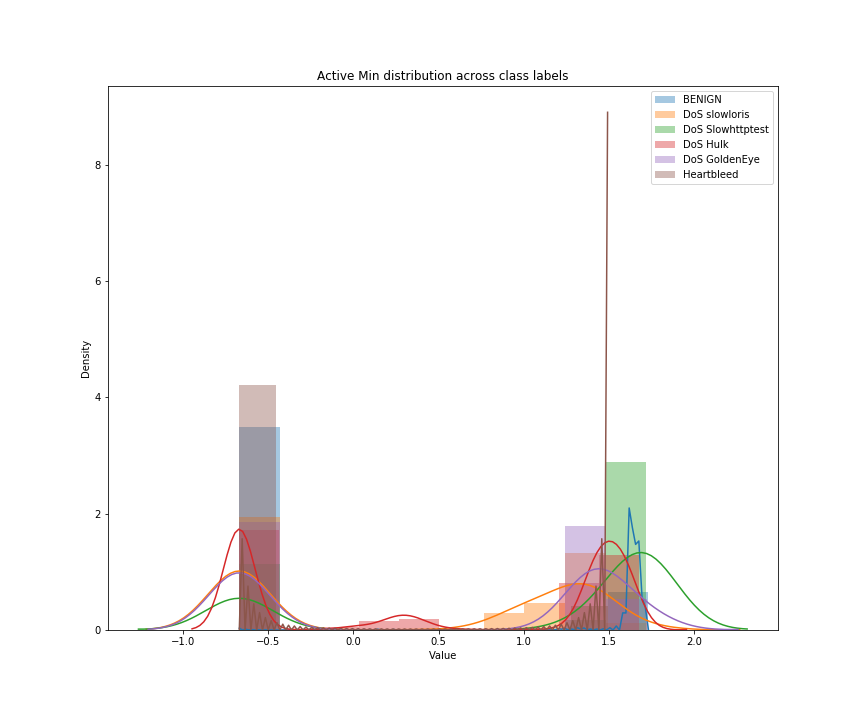 Active Min distribution across class labels
BENIGN
DoS slowloris
DoS Slowhttptest
DoS Hulk
DoS GoldenEye
Heartbleed
8
6
4
2
0
Density
−1.0
−0.5
0.0
0.5
1.0
1.5
2.0
Value